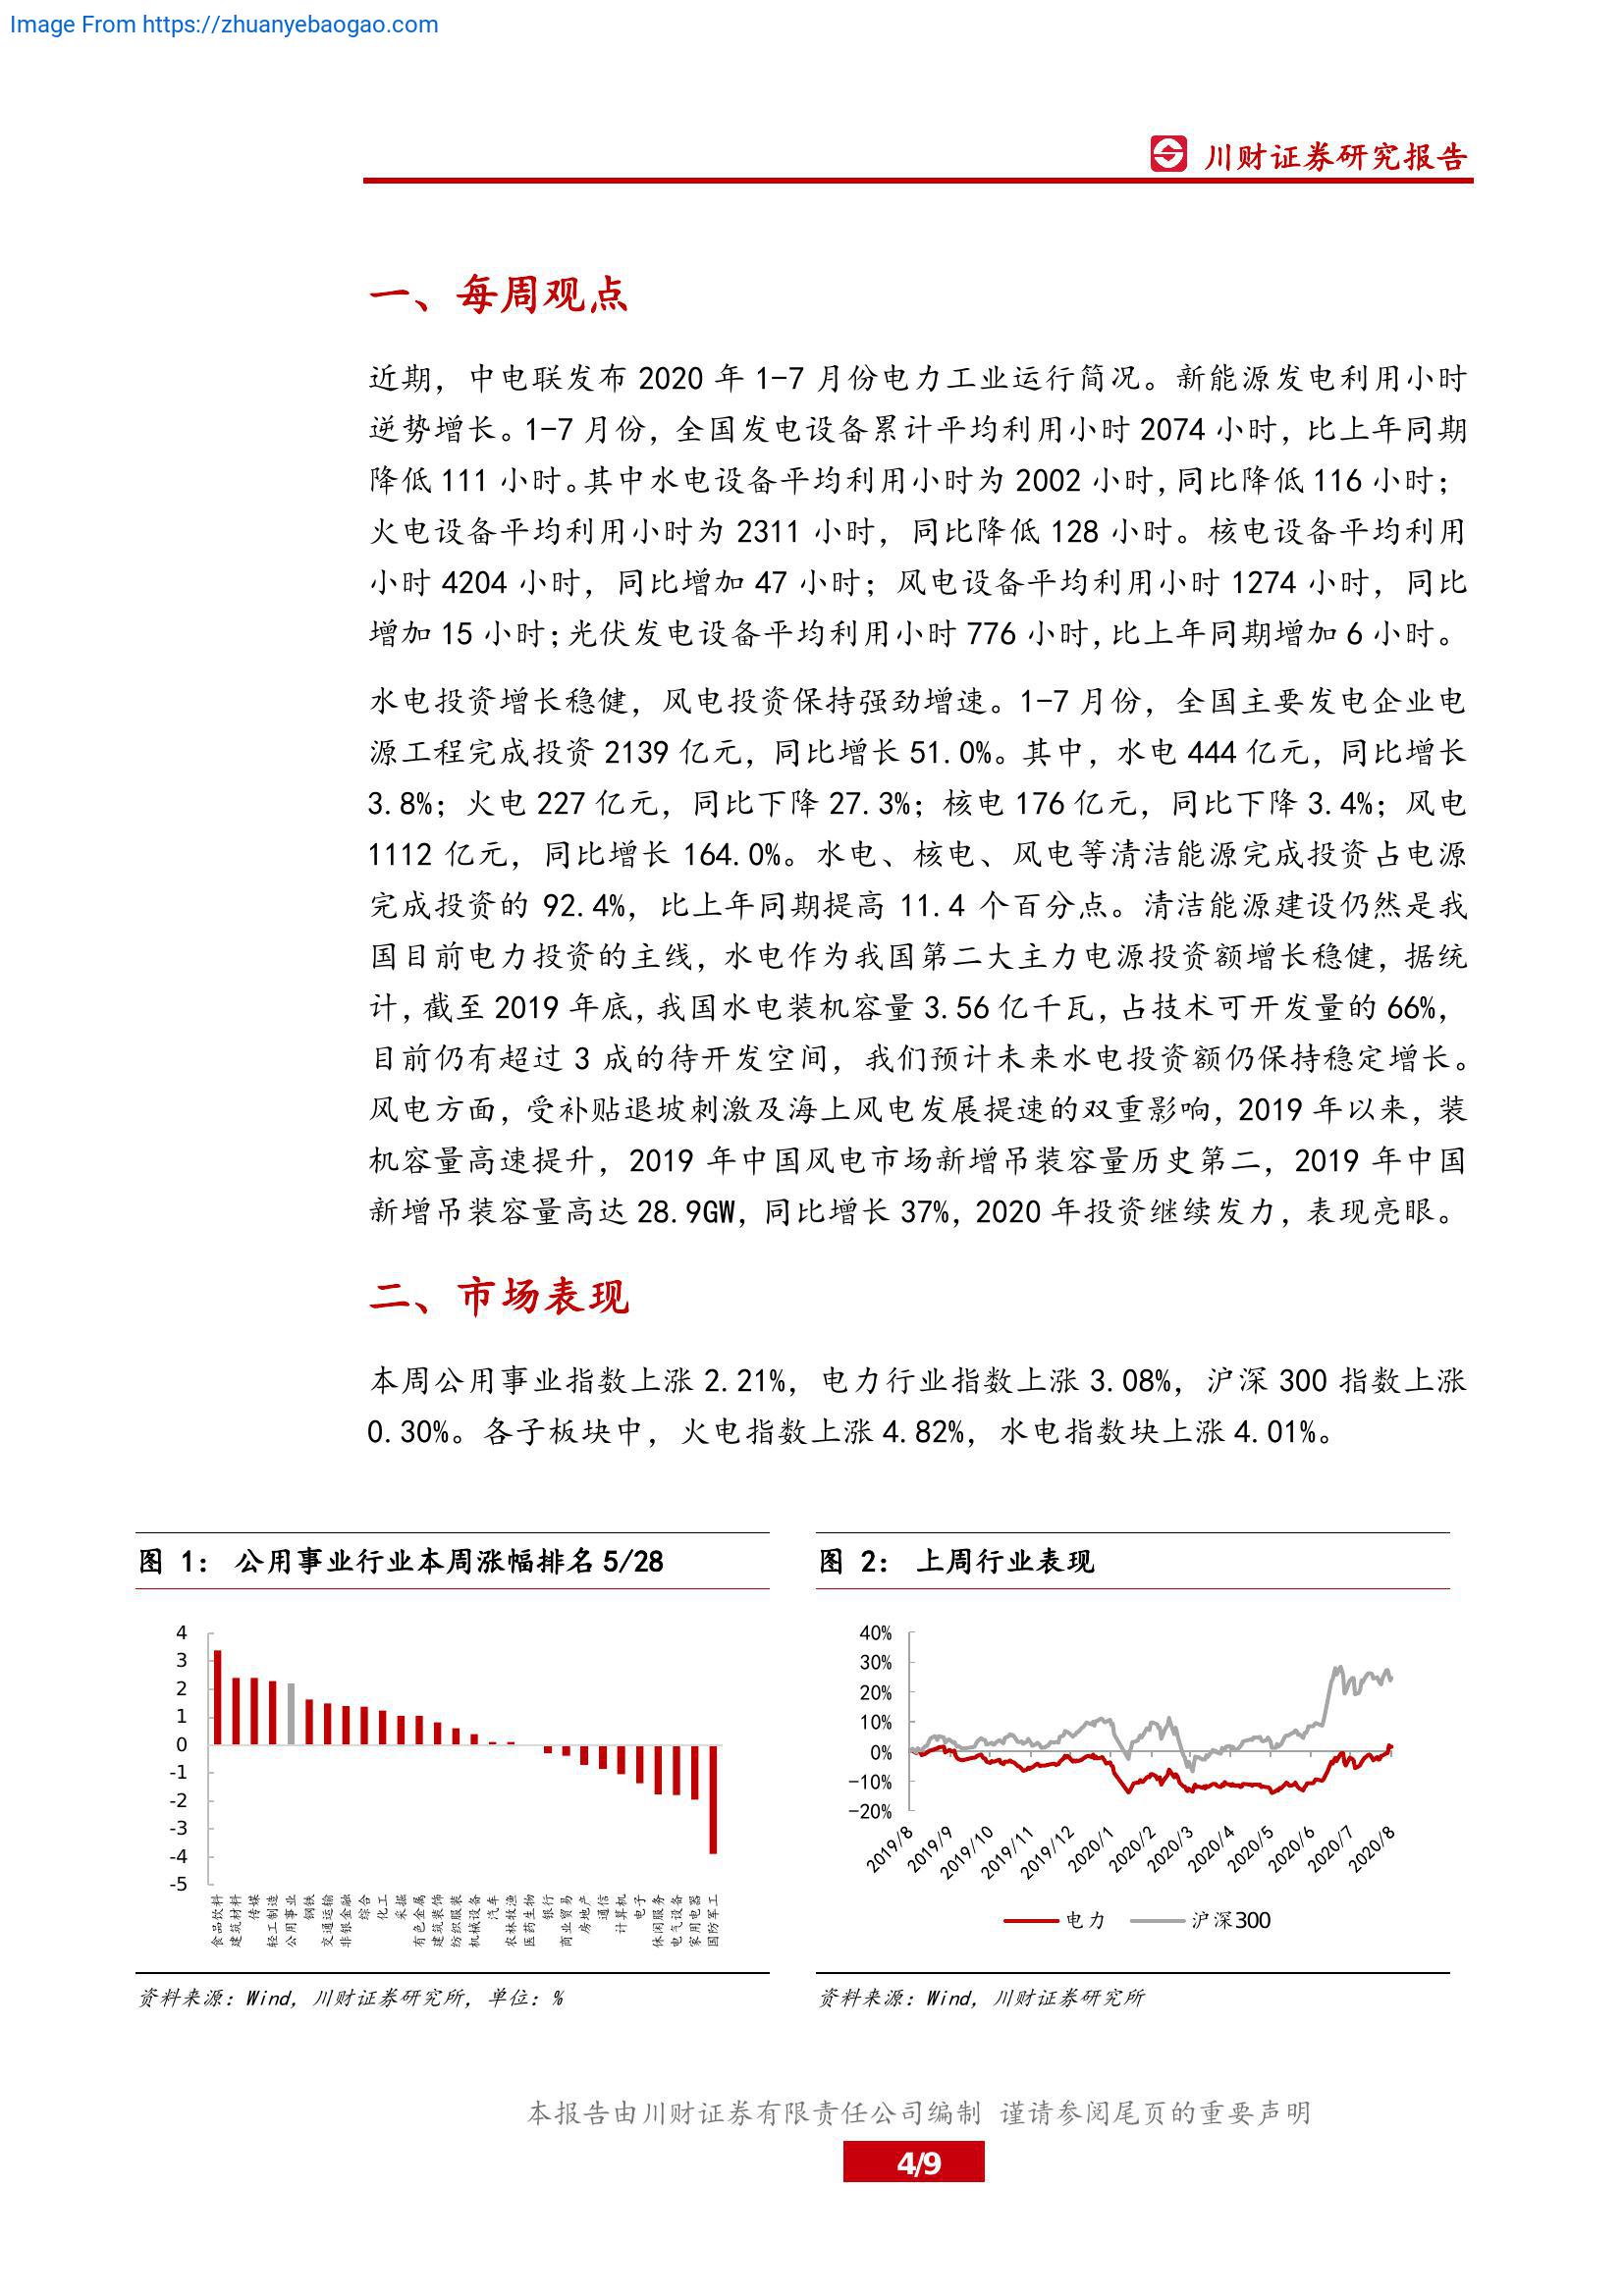 Image From https://zhuanyebaogao.com
川财证券研究报告
一、每周观点
近期，中电联发布 2020 年 1-7 月份电力工业运行简况。新能源发电利用小时
逆势增长。1-7 月份，全国发电设备累计平均利用小时 2074 小时，比上年同期
降低 111 小时。其中水电设备平均利用小时为 2002 小时，同比降低 116 小时；
火电设备平均利用小时为 2311 小时，同比降低 128 小时。核电设备平均利用
小时 4204 小时，同比增加 47 小时；风电设备平均利用小时 1274 小时，同比
增加 15 小时；光伏发电设备平均利用小时 776 小时，比上年同期增加 6 小时。
水电投资增长稳健，风电投资保持强劲增速。1-7 月份，全国主要发电企业电
源工程完成投资 2139 亿元，同比增长 51.0%。其中，水电 444 亿元，同比增长
3.8%；火电 227 亿元，同比下降 27.3%；核电 176 亿元，同比下降 3.4%；风电
1112 亿元，同比增长 164.0%。水电、核电、风电等清洁能源完成投资占电源
完成投资的 92.4%，比上年同期提高 11.4 个百分点。清洁能源建设仍然是我
国目前电力投资的主线，水电作为我国第二大主力电源投资额增长稳健，据统
计，截至 2019 年底，我国水电装机容量 3.56 亿千瓦，占技术可开发量的 66%，
目前仍有超过 3 成的待开发空间，我们预计未来水电投资额仍保持稳定增长。
风电方面，受补贴退坡刺激及海上风电发展提速的双重影响，2019 年以来，装
机容量高速提升，2019 年中国风电市场新增吊装容量历史第二，2019 年中国
新增吊装容量高达 28.9GW，同比增长 37%，2020 年投资继续发力，表现亮眼。
二、市场表现
本周公用事业指数上涨 2.21%，电力行业指数上涨 3.08%，沪深 300 指数上涨
0.30%。各子板块中，火电指数上涨 4.82%，水电指数块上涨 4.01%。
图 1： 公用事业行业本周涨幅排名 5/28
4
3
2
1
0
-1
-2
-3
-4
-5
食品饮料
建筑材料
传媒
轻工制造
公用事业
钢铁
交通运输
非银金融
综合
化工
采掘
有色金属
建筑装饰
纺织服装
机械设备
汽车
农林牧渔
医药生物
银行
商业贸易
房地产
通信
计算机
电子
休闲服务
电气设备
家用电器
国防军工
资料来源：Wind，川财证券研究所，单位：%
图 2： 上周行业表现
40%
30%
20%
10%
0%
-10%
-20%
2019/8
2019/9
2019/10
2019/11
2019/12
2020/1
2020/2
2020/3
2020/4
2020/5
2020/6
2020/7
2020/8
电力
沪深300
资料来源：Wind，川财证券研究所
本报告由川财证券有限责任公司编制 谨请参阅尾页的重要声明
4/9